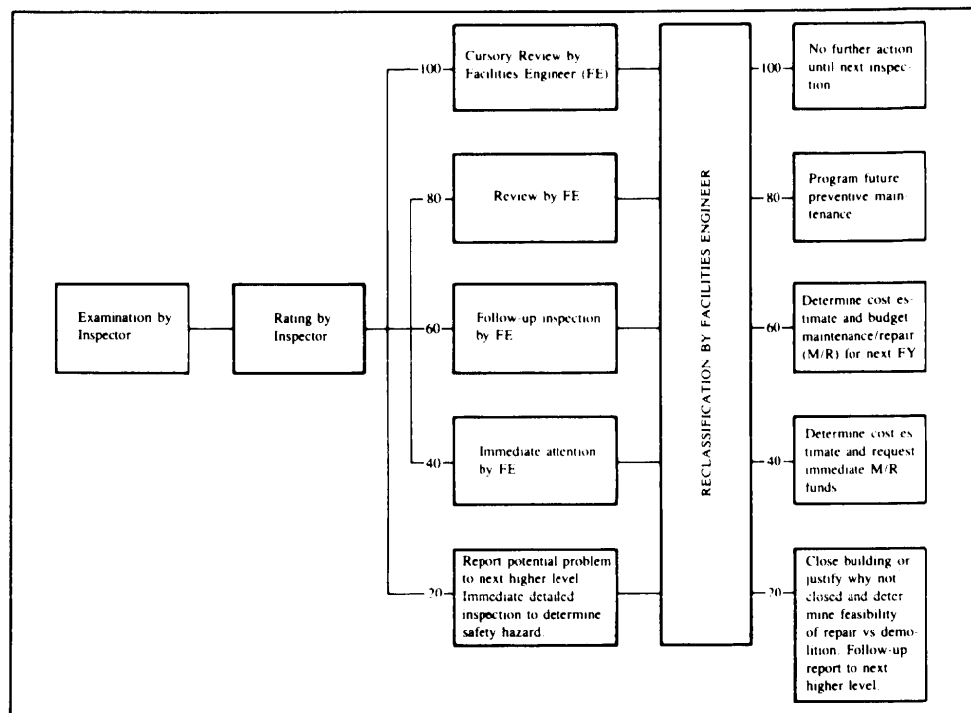 Examination by
Inspector
Rating by
Inspector
100
Cursory Review by
Facilities Engineer (FE)
80
Review by FE
60
Follow-up inspection
by FE
40
Immediate attention
by FE
20
Report potential problem
to next higher level
Immediate detailed
inspection to determine
safety hazard.
RECLASSIFICATION BY FACILITIES ENGINEER
100
No further action
until next inspec-
tion
80
Program future
preventive main-
tenance
60
Determine cost es-
timate and budget
maintenance/repair
(M/R) for next FY
40
Determine cost es-
timate and request
immediate M/R
funds
20
Close building or
justify why not
closed and deter
mine feasibility
of repair vs demo-
lition. Follow-up
report to next
higher level.